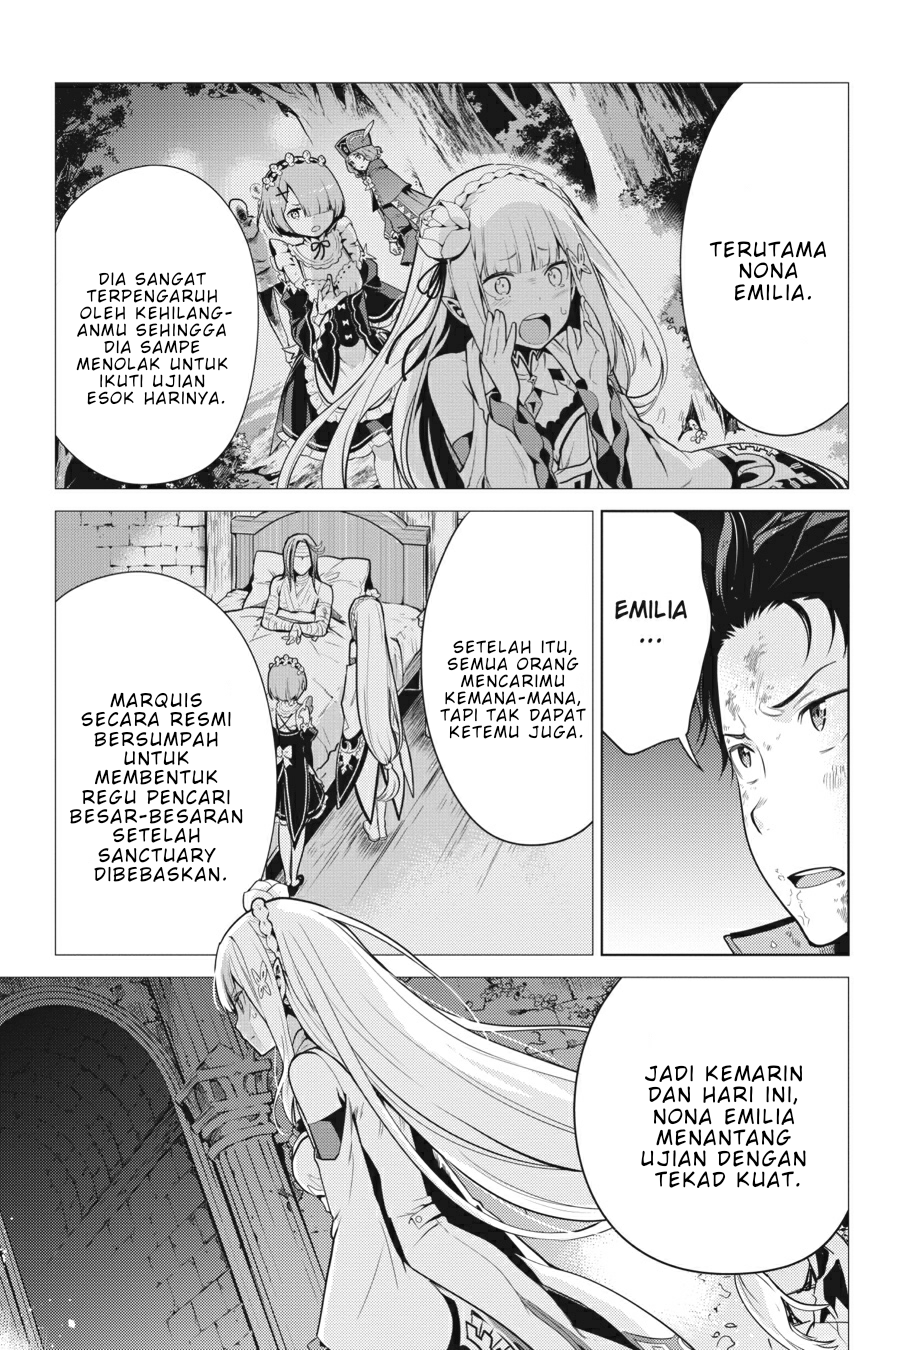 TERUTAMA
NONA
EMILIA.
DIA SANGAT
TERPENGARUH
OLEH KEHILANG-
ANMU SEHINGGA
DIA SAMPE
MENOLAK UNTUK
IKUTI UJIAN
ESOK HARINYA.
EMILIA
...
SETELAH ITU,
SEMUA ORANG
MENCARIMU
KEMANA-MANA,
TAPI TAK DAPAT
KETEMU JUGA.
MARQUIS
SECARA RESMI
BERSUMPAH
UNTUK
MEMBENTUK
REGU PENCARI
BESAR-BESARAN
SETELAH
SANCTUARY
DIBEBASKAN.
JADI KEMARIN
DAN HARI INI,
NONA EMILIA
MENANTANG
UJIAN DENGAN
TEKAD KUAT.